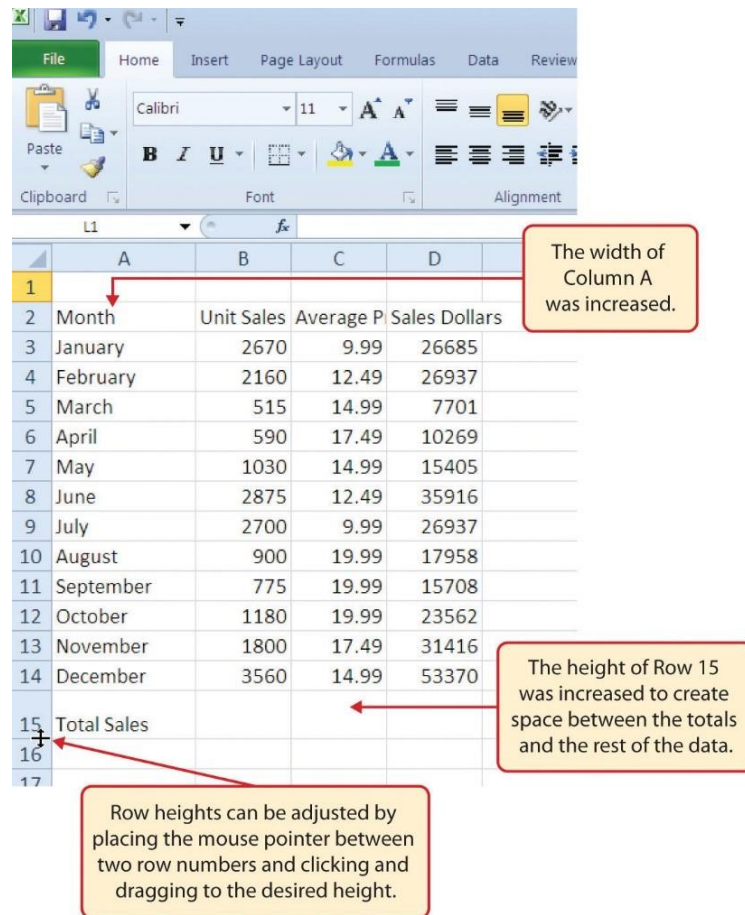 File Home Insert Page Layout Formulas Data Review
Calibri 11 A A
Paste B I U A
Clipboard Font Alignment
L1 fx
A B C D
1
2 Month Unit Sales Average P Sales Dollars
3 January 2670 9.99 26685
4 February 2160 12.49 26937
5 March 515 14.99 7701
6 April 590 17.49 10269
7 May 1030 14.99 15405
8 June 2875 12.49 35916
9 July 2700 9.99 26937
10 August 900 19.99 17958
11 September 775 19.99 15708
12 October 1180 19.99 23562
13 November 1800 17.49 31416
14 December 3560 14.99 53370
15 Total Sales
16
17
The width of
Column A
was increased.
The height of Row 15
was increased to create
space between the totals
and the rest of the data.
Row heights can be adjusted by
placing the mouse pointer between
two row numbers and clicking and
dragging to the desired height.